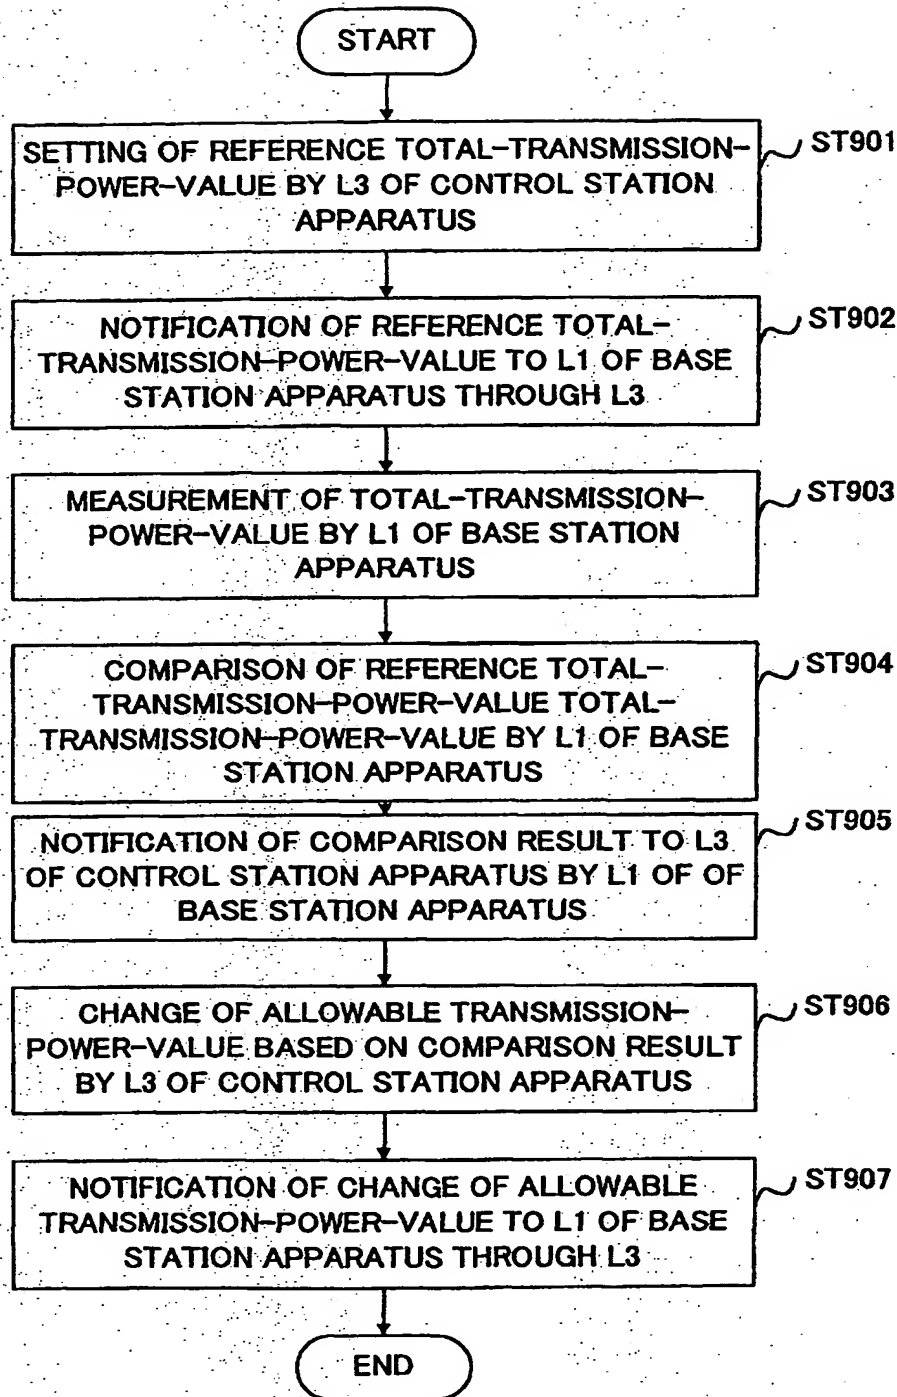 START
SETTING OF REFERENCE TOTAL-TRANSMISSION-
POWER-VALUE BY L3 OF CONTROL STATION
APPARATUS
ST901
NOTIFICATION OF REFERENCE TOTAL-
TRANSMISSION-POWER-VALUE TO L1 OF BASE
STATION APPARATUS THROUGH L3
ST902
MEASUREMENT OF TOTAL-TRANSMISSION-
POWER-VALUE BY L1 OF BASE STATION
APPARATUS
ST903
COMPARISON OF REFERENCE TOTAL-
TRANSMISSION-POWER-VALUE TOTAL-
TRANSMISSION-POWER-VALUE BY L1 OF BASE
STATION APPARATUS
ST904
NOTIFICATION OF COMPARISON RESULT TO L3
OF CONTROL STATION APPARATUS BY L1 OF OF
BASE STATION APPARATUS
ST905
CHANGE OF ALLOWABLE TRANSMISSION-
POWER-VALUE BASED ON COMPARISON RESULT
BY L3 OF CONTROL STATION APPARATUS
ST906
NOTIFICATION OF CHANGE OF ALLOWABLE
TRANSMISSION-POWER-VALUE TO L1 OF BASE
STATION APPARATUS THROUGH L3
ST907
END